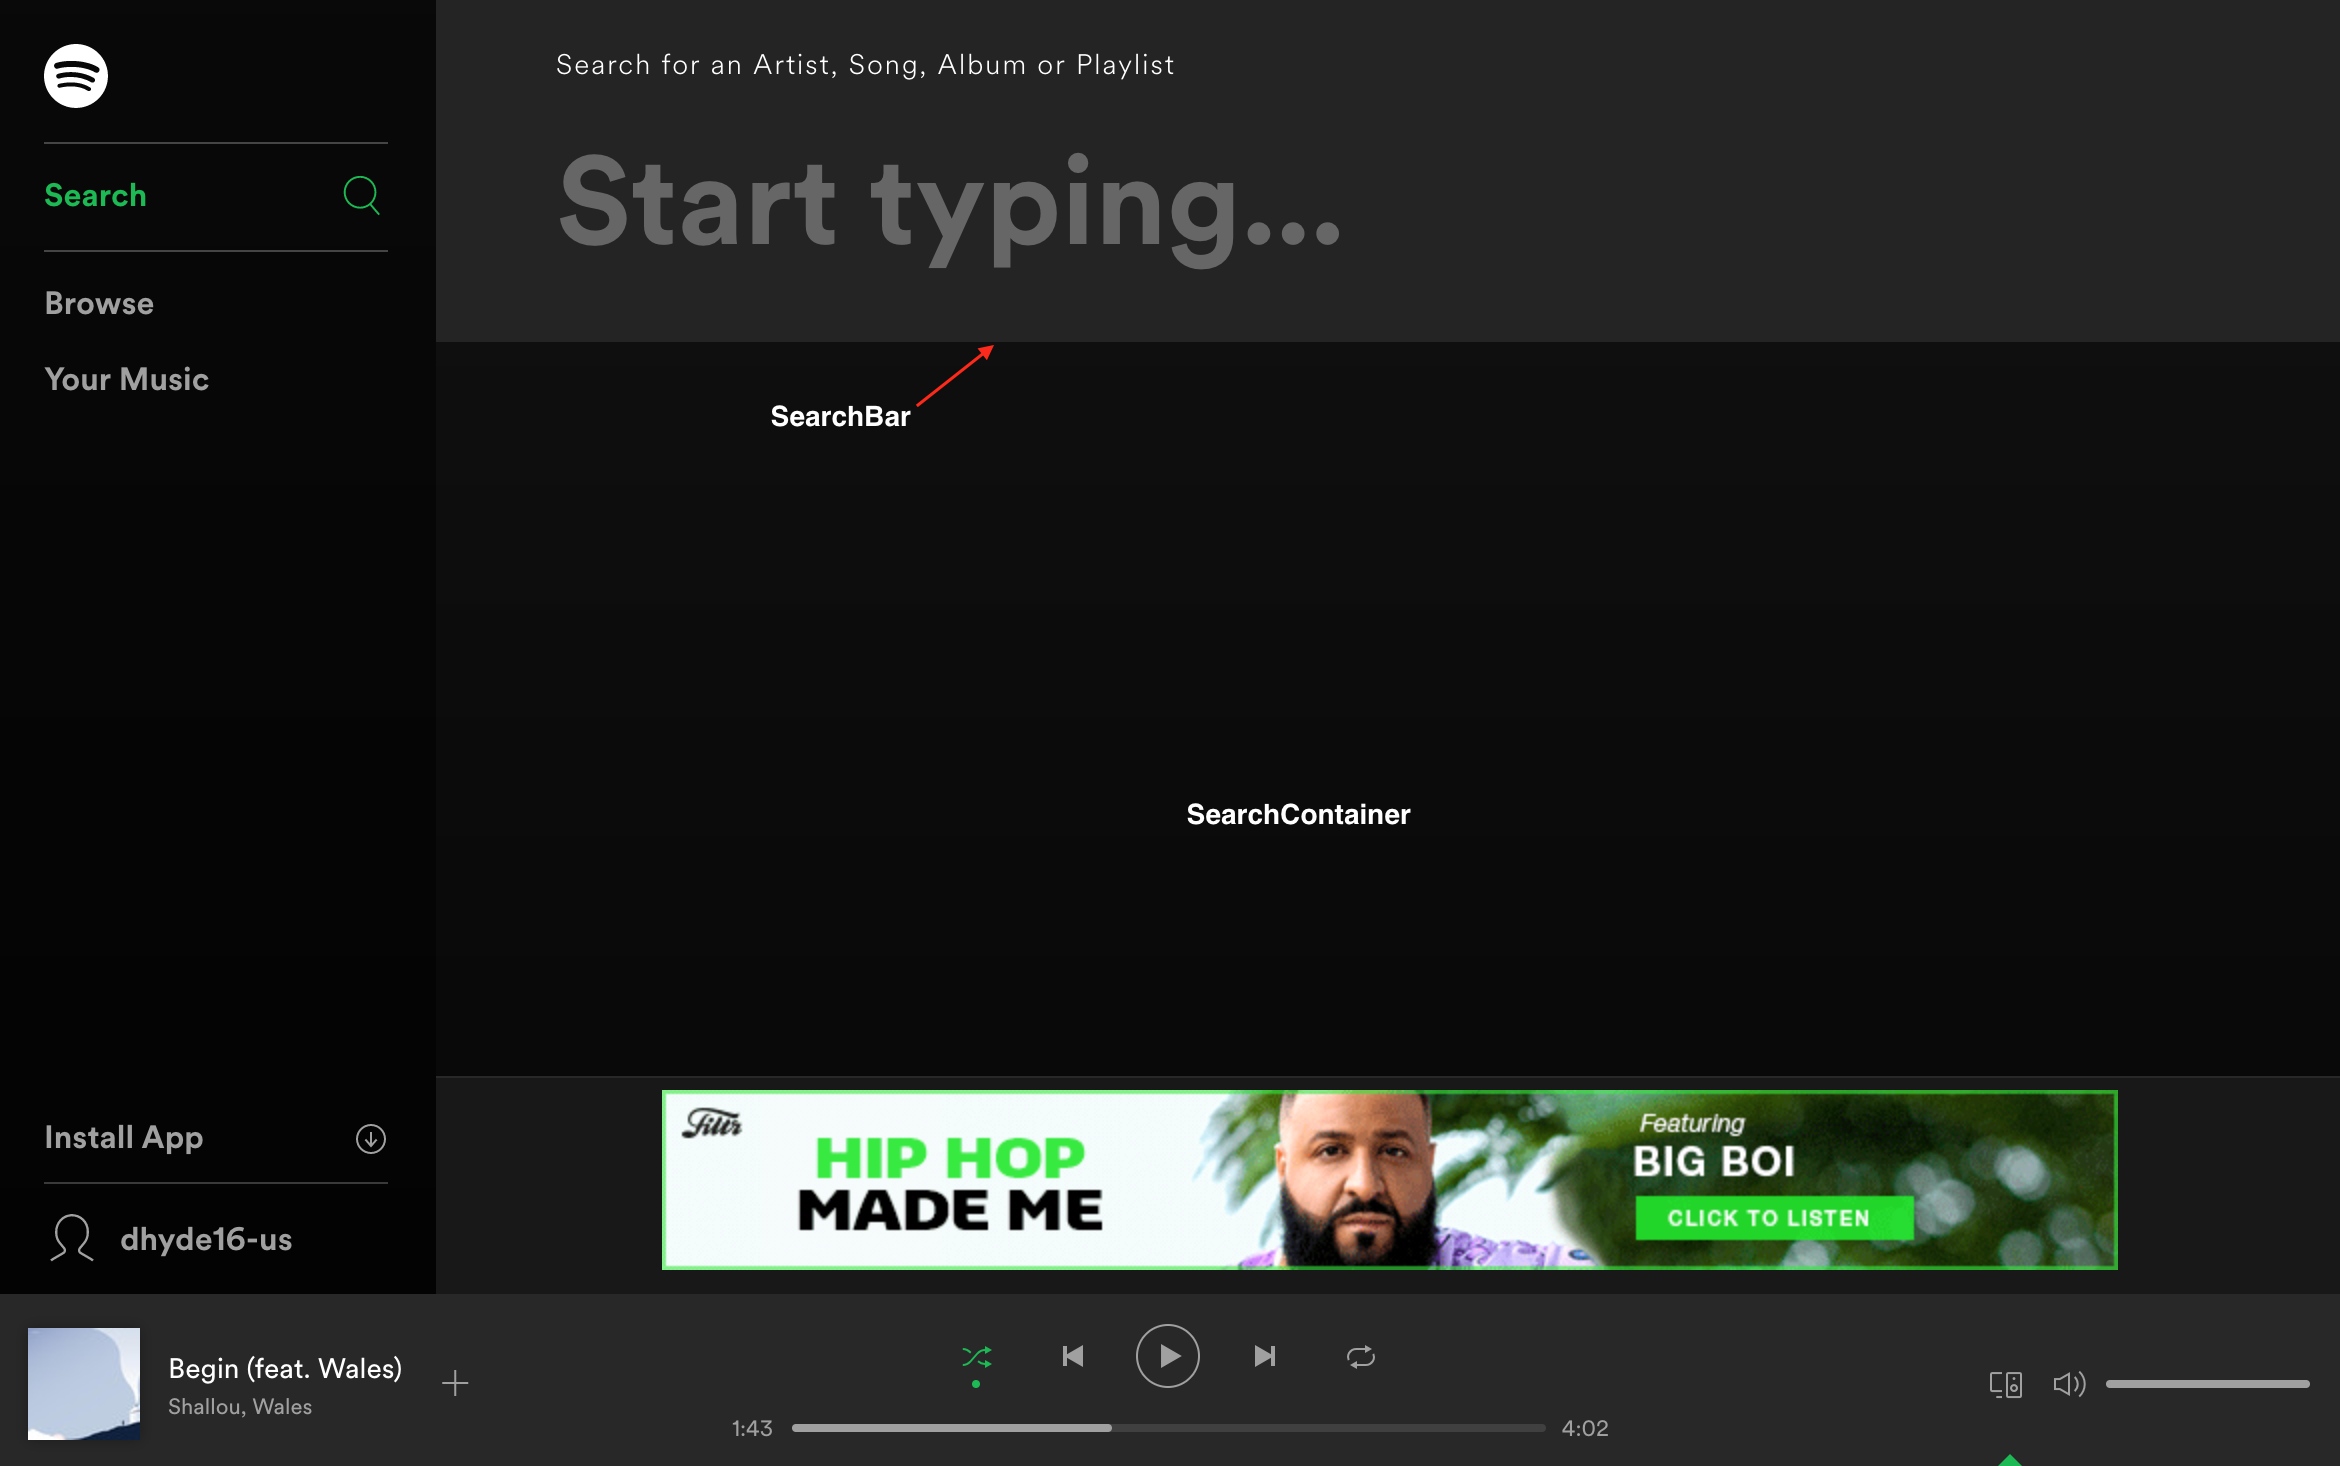 Search
Browse
Your Music
Install App
dhyde16-us
Search for an Artist, Song, Album or Playlist
Start typing...
SearchBar
SearchContainer
Filtr
HIP HOP
MADE ME
Featuring
BIG BOI
CLICK TO LISTEN
Begin (feat. Wales)
Shallou, Wales
1:43
4:02